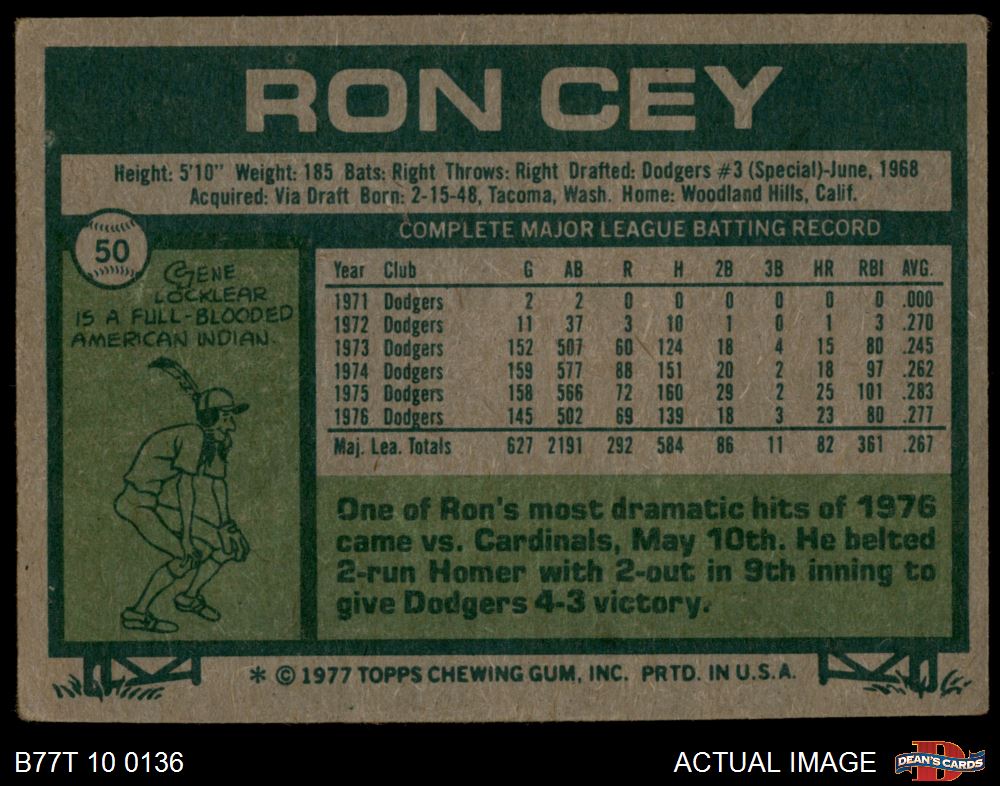 RON CEY
Height: 5'10" Weight: 185 Bats: Right Throws: Right Drafted: Dodgers #3 (Special)-June, 1968
Acquired: Via Draft Born: 2-15-48, Tacoma, Wash. Home: Woodland Hills, Calif.
50
GENE
LOCKLEAR
IS A FULL-BLOODED
AMERICAN INDIAN.
COMPLETE MAJOR LEAGUE BATTING RECORD
Year Club G AB R H 2B 3B HR RBI AVG.
1971 Dodgers 2 2 0 0 0 0 0 0 .000
1972 Dodgers 11 37 3 10 1 0 1 3 .270
1973 Dodgers 152 507 60 124 18 4 15 80 .245
1974 Dodgers 159 577 88 151 20 2 18 97 .262
1975 Dodgers 158 566 72 160 29 2 25 101 .283
1976 Dodgers 145 502 69 139 18 3 23 80 .277
Maj. Lea. Totals 627 2191 292 584 86 11 82 361 .267
One of Ron's most dramatic hits of 1976
came vs. Cardinals, May 10th. He belted
2-run Homer with 2-out in 9th inning to
give Dodgers 4-3 victory.
* © 1977 TOPPS CHEWING GUM, INC. PRTD. IN U.S.A.
B77T 10 0136
ACTUAL IMAGE
D
DEAN'S CARDS